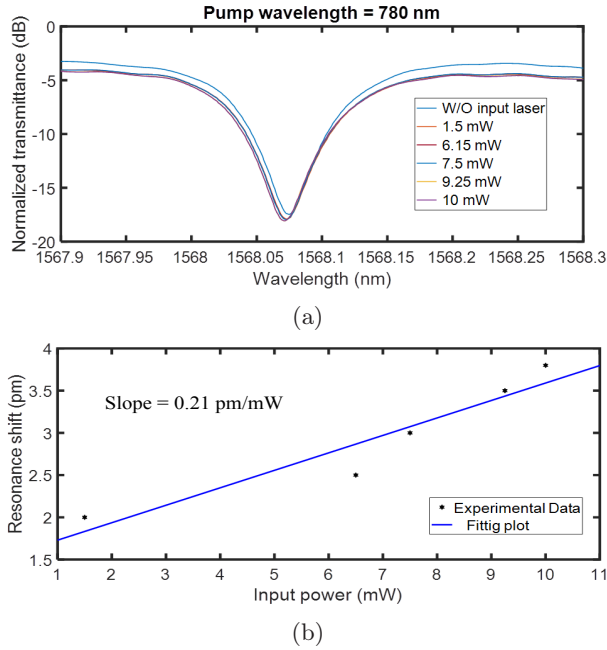 Pump wavelength = 780 nm
Normalized transmittance (dB)
0
-5
-10
-15
-20
W/O input laser
1.5 mW
6.15 mW
7.5 mW
9.25 mW
10 mW
1567.9 1567.95 1568 1568.05 1568.1 1568.15 1568.2 1568.25 1568.3
Wavelength (nm)
(a)
Resonance shift (pm)
4
3.5
3
2.5
2
1.5
Slope = 0.21 pm/mW
Experimental Data
Fittig plot
1 2 3 4 5 6 7 8 9 10 11
Input power (mW)
(b)